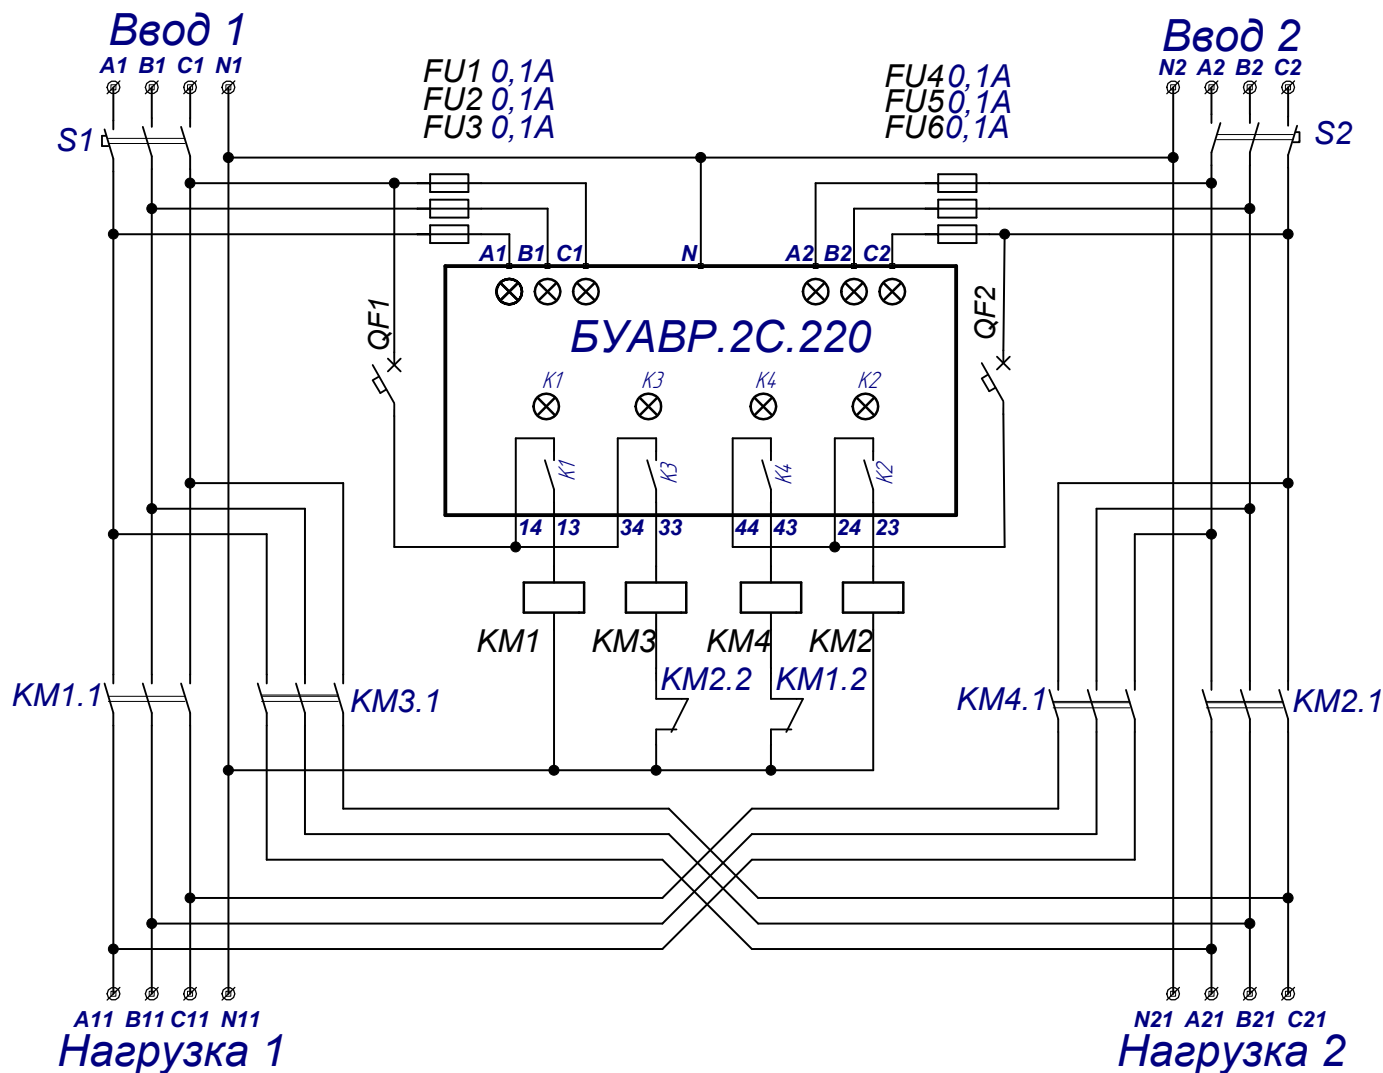 Ввод 1
Ввод 2
A1 B1 C1 N1
N2 A2 B2 C2
FU1 0,1A
FU2 0,1A
FU3 0,1A
FU4 0,1A
FU5 0,1A
FU6 0,1A
S1
S2
A1 B1 C1 N A2 B2 C2
QF1
QF2
БУАВР.2С.220
K1 K3 K4 K2
K1 K3 K4 K2
14 13 34 33 44 43 24 23
KM1 KM3 KM4 KM2
KM2.2 KM1.2
KM1.1 KM3.1 KM4.1 KM2.1
A11 B11 C11 N11
N21 A21 B21 C21
Нагрузка 1
Нагрузка 2